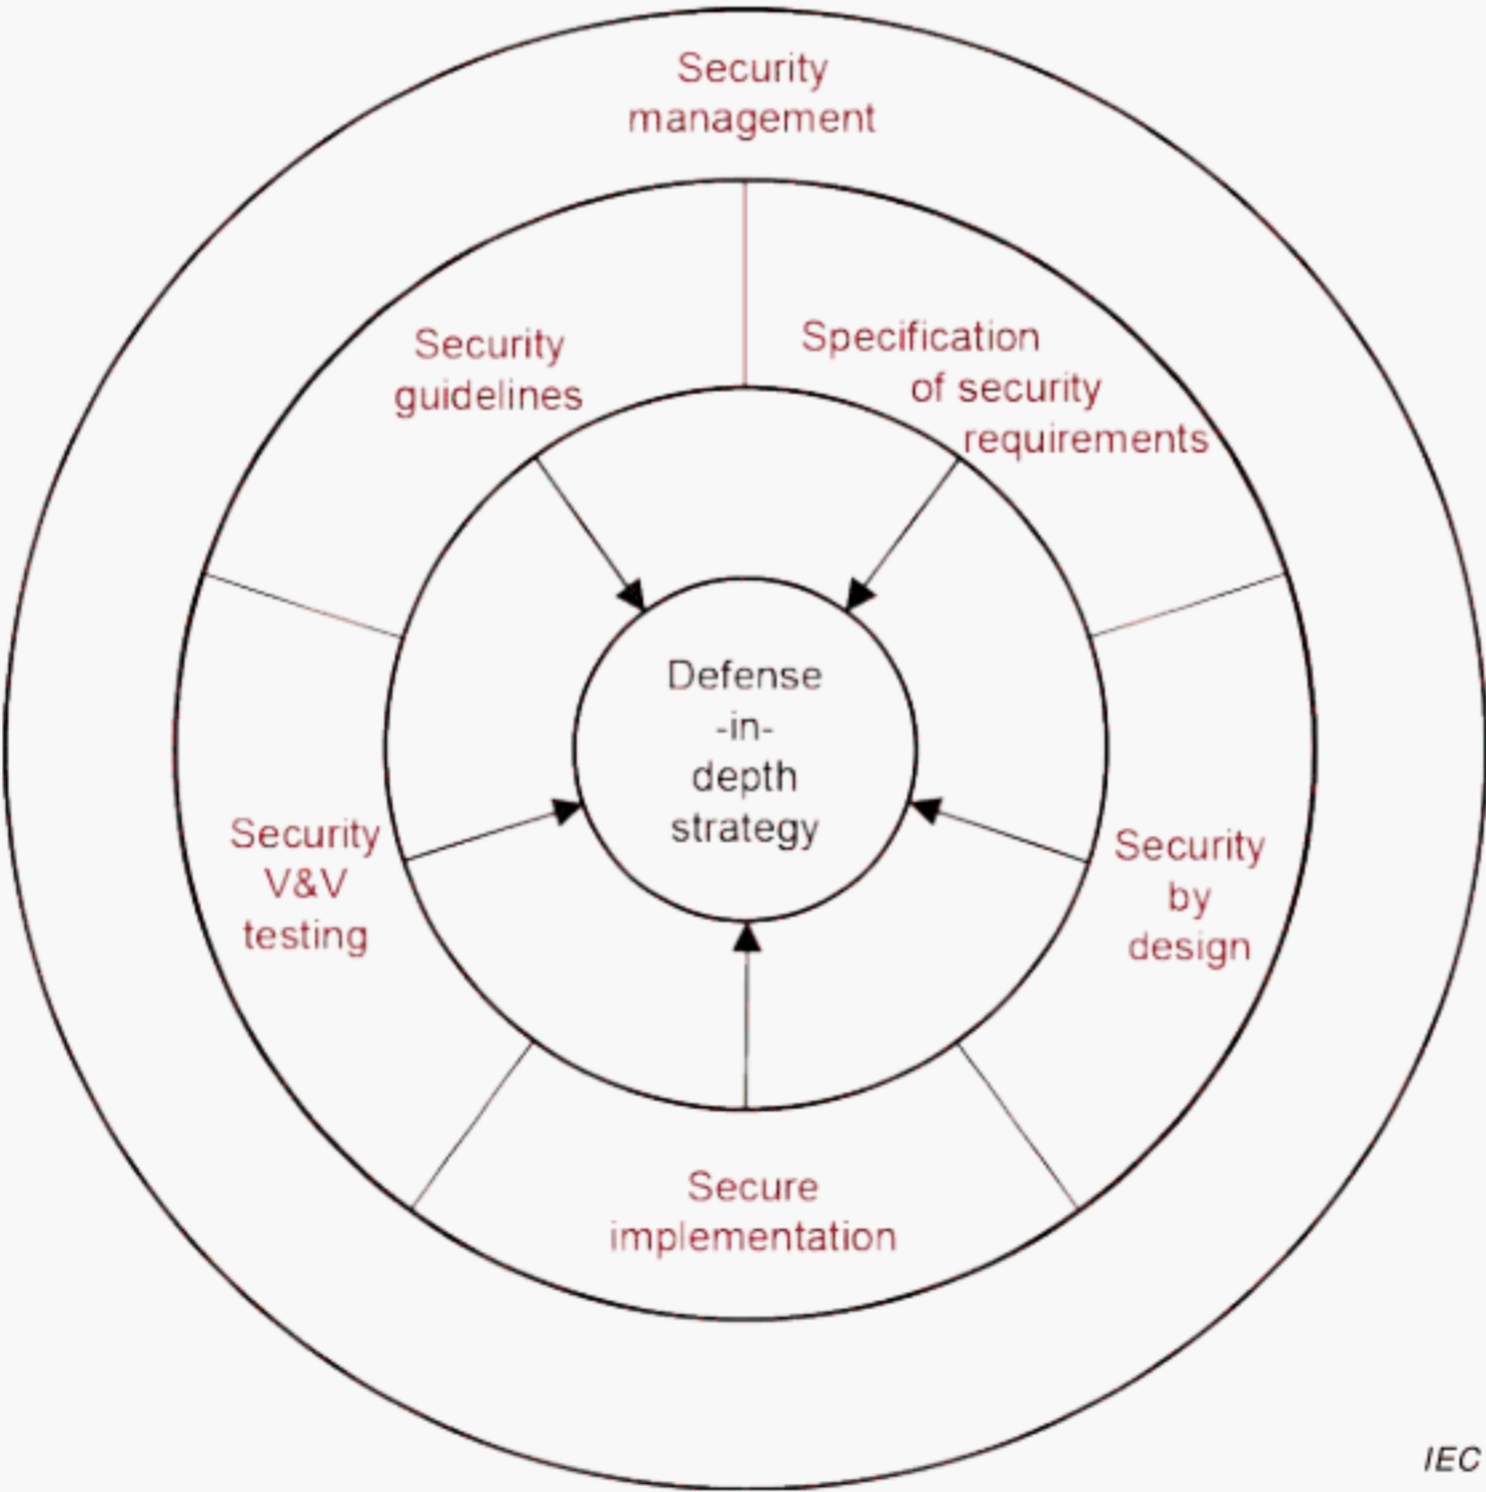 Security
management
Security
guidelines
Specification
of security
requirements
Defense
-in-
depth
strategy
Security
V&V
testing
Security
by
design
Secure
implementation
IEC